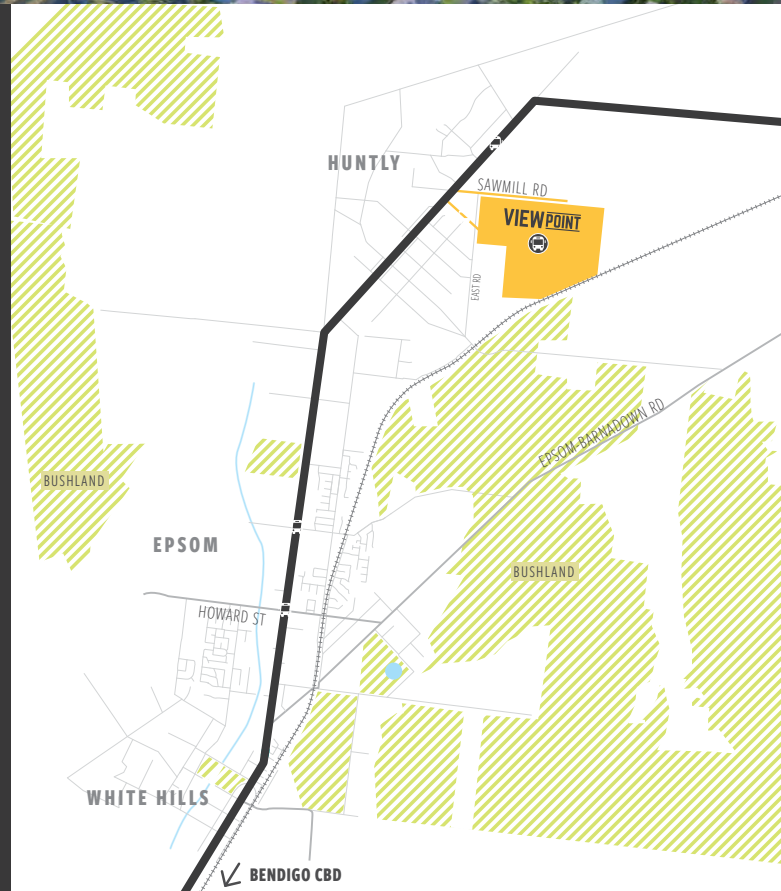 HUNTLY
SAWMILL RD
VIEWPOINT
EAST RD
EPSOM-BARNADOWN RD
BUSHLAND
EPSOM
BUSHLAND
HOWARD ST
WHITE HILLS
BENDIGO CBD